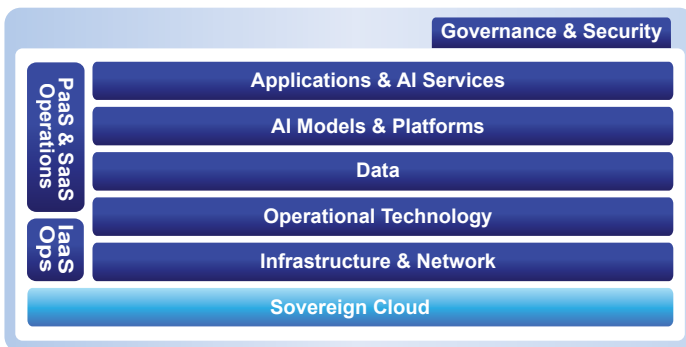 Governance & Security
PaaS & SaaS
Operations
IaaS
Ops
Applications & AI Services
AI Models & Platforms
Data
Operational Technology
Infrastructure & Network
Sovereign Cloud